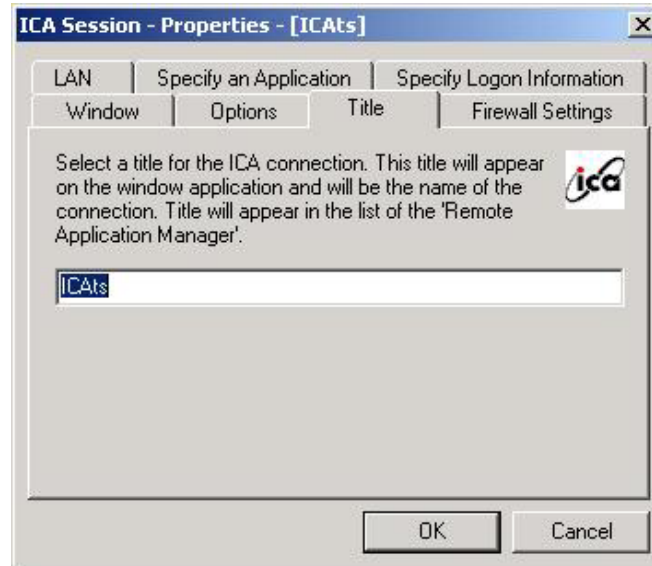 ICA Session - Properties - [ICAts]
LAN
Specify an Application
Specify Logon Information
Window
Options
Title
Firewall Settings
Select a title for the ICA connection. This title will appear
on the window application and will be the name of the
connection. Title will appear in the list of the 'Remote
Application Manager'.
ica
ICAts
OK
Cancel